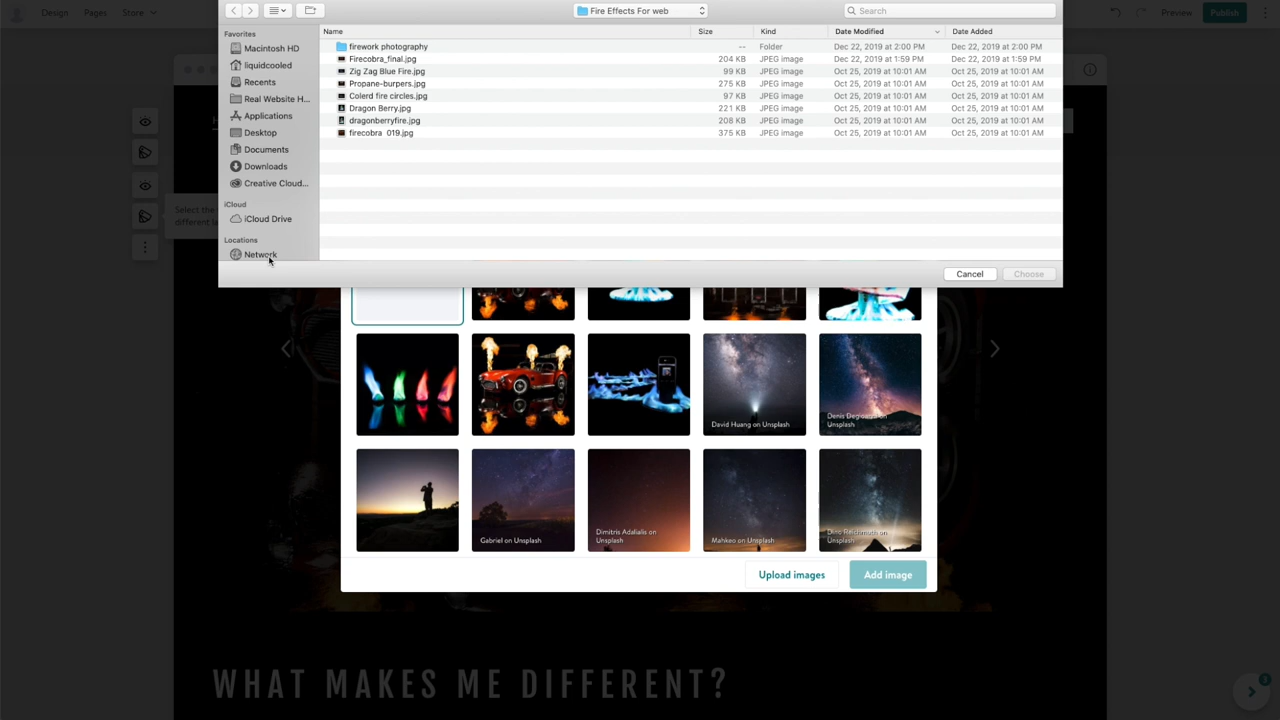 Design Pages Store
Fire Effects For web
Search
Preview
Publish
Favorites
Macintosh HD
liquidcooled
Recents
Real Website H...
Applications
Desktop
Documents
Downloads
Creative Cloud...
iCloud
iCloud Drive
Locations
Network
Name Size Kind Date Modified Date Added
firework photography -- Folder Dec 22, 2019 at 2:00 PM Dec 22, 2019 at 2:00 PM
Firecobra_final.jpg 204 KB JPEG image Dec 22, 2019 at 1:59 PM Dec 22, 2019 at 1:59 PM
Zig Zag Blue Fire.jpg 99 KB JPEG image Oct 25, 2019 at 10:01 AM Oct 25, 2019 at 10:01 AM
Propane-burpers.jpg 275 KB JPEG image Oct 25, 2019 at 10:01 AM Oct 25, 2019 at 10:01 AM
Colerd fire circles.jpg 97 KB JPEG image Oct 25, 2019 at 10:01 AM Oct 25, 2019 at 10:01 AM
Dragon Berry.jpg 221 KB JPEG image Oct 25, 2019 at 10:01 AM Oct 25, 2019 at 10:01 AM
dragonberryfire.jpg 208 KB JPEG image Oct 25, 2019 at 10:01 AM Oct 25, 2019 at 10:01 AM
firecobra 019.jpg 375 KB JPEG image Oct 25, 2019 at 10:01 AM Oct 25, 2019 at 10:01 AM
Select the
different
Cancel Choose
David Huang on Unsplash
Unsplash
Gabriel on Unsplash
Dimitris Adalialis on
Unsplash
Mahkeo on Unsplash
Unsplash
Upload images Add image
WHAT MAKES ME DIFFERENT?
3